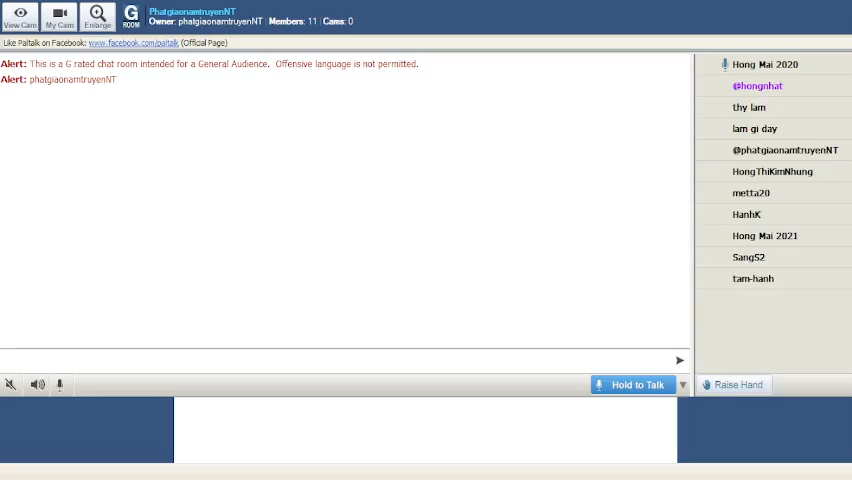 View Cam
My Cam
Enlarge
G
ROOM
PhatgiaonamtruyenNT
Owner: phatgiaonamtruyenNT | Members: 11 | Cams: 0
Like Paltalk on Facebook: www.facebook.com/paltalk (Official Page)
Alert: This is a G rated chat room intended for a General Audience. Offensive language is not permitted.
Alert: phatgiaonamtruyenNT
Hong Mai 2020
@hongnhat
thy lam
lam gi day
@phatgiaonamtruyenNT
HongThiKimNhung
metta20
HanhK
Hong Mai 2021
SangS2
tam-hanh
Hold to Talk
Raise Hand